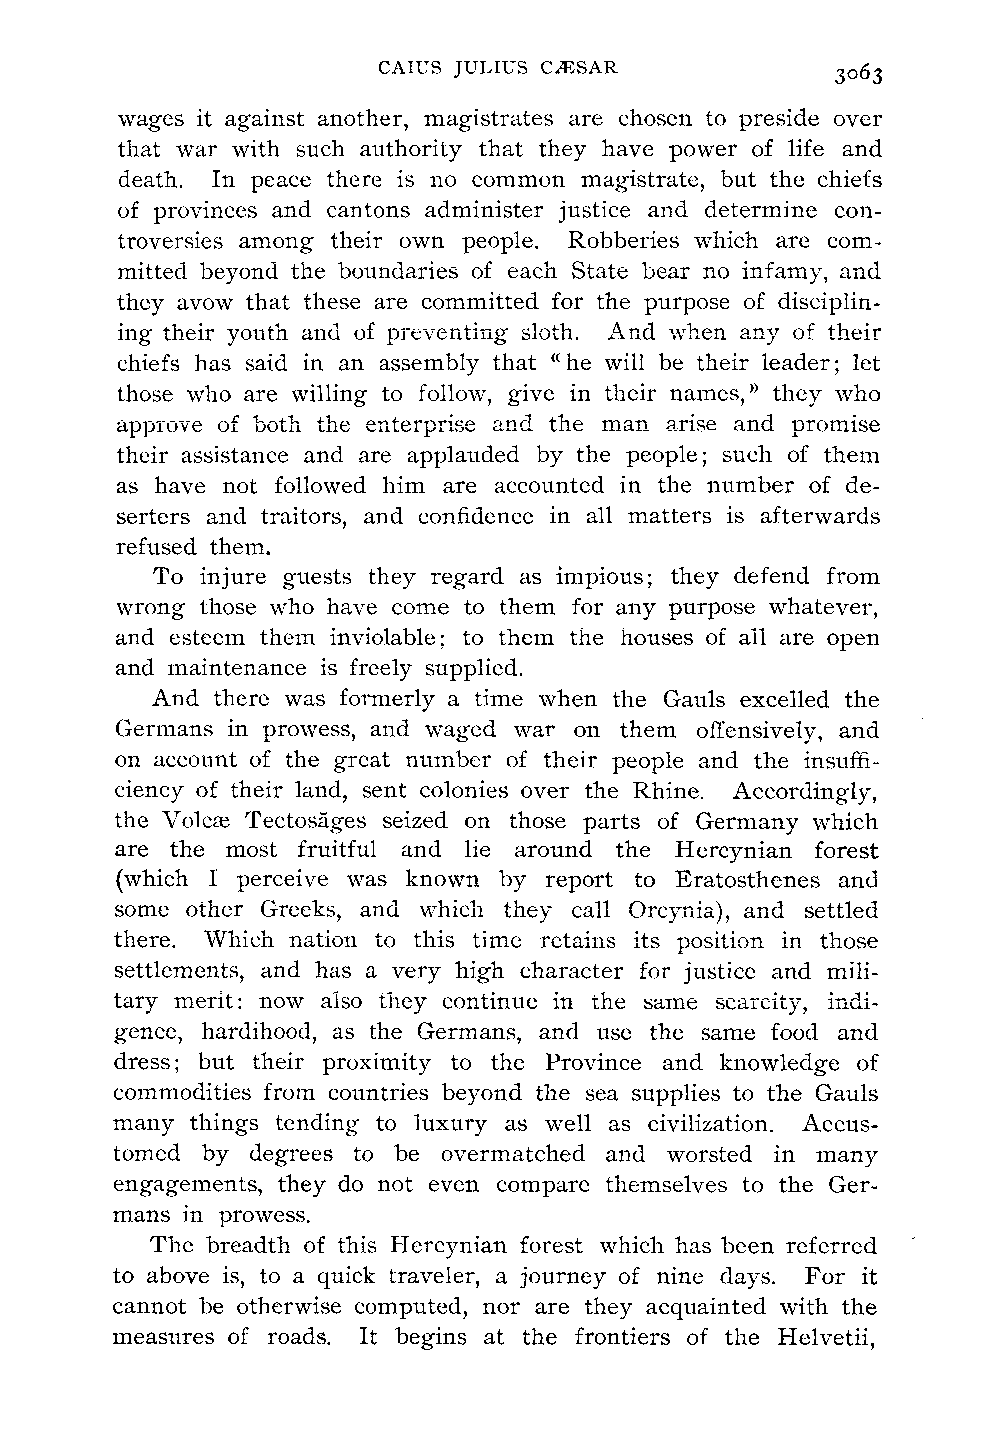 CAIUS JULIUS CÆSAR
3063
wages it against another, magistrates are chosen to preside over
that war with such authority that they have power of life and
death. In peace there is no common magistrate, but the chiefs
of provinces and cantons administer justice and determine con-
troversies among their own people. Robberies which are com-
mitted beyond the boundaries of each State bear no infamy, and
they avow that these are committed for the purpose of disciplin-
ing their youth and of preventing sloth. And when any of their
chiefs has said in an assembly that «he will be their leader; let
those who are willing to follow, give in their names,» they who
approve of both the enterprise and the man arise and promise
their assistance and are applauded by the people; such of them
as have not followed him are accounted in the number of de-
serters and traitors, and confidence in all matters is afterwards
refused them.
To injure guests they regard as impious; they defend from
wrong those who have come to them for any purpose whatever,
and esteem them inviolable; to them the houses of all are open
and maintenance is freely supplied.
And there was formerly a time when the Gauls excelled the
Germans in prowess, and waged war on them offensively, and
on account of the great number of their people and the insuffi-
ciency of their land, sent colonies over the Rhine. Accordingly,
the Volcæ Tectosāges seized on those parts of Germany which
are the most fruitful and lie around the Hercynian forest
(which I perceive was known by report to Eratosthenes and
some other Greeks, and which they call Orcynia), and settled
there. Which nation to this time retains its position in those
settlements, and has a very high character for justice and mili-
tary merit: now also they continue in the same scarcity, indi-
gence, hardihood, as the Germans, and use the same food and
dress; but their proximity to the Province and knowledge of
commodities from countries beyond the sea supplies to the Gauls
many things tending to luxury as well as civilization. Accus-
tomed by degrees to be overmatched and worsted in many
engagements, they do not even compare themselves to the Ger-
mans in prowess.
The breadth of this Hercynian forest which has been referred
to above is, to a quick traveler, a journey of nine days. For it
cannot be otherwise computed, nor are they acquainted with the
measures of roads. It begins at the frontiers of the Helvetii,